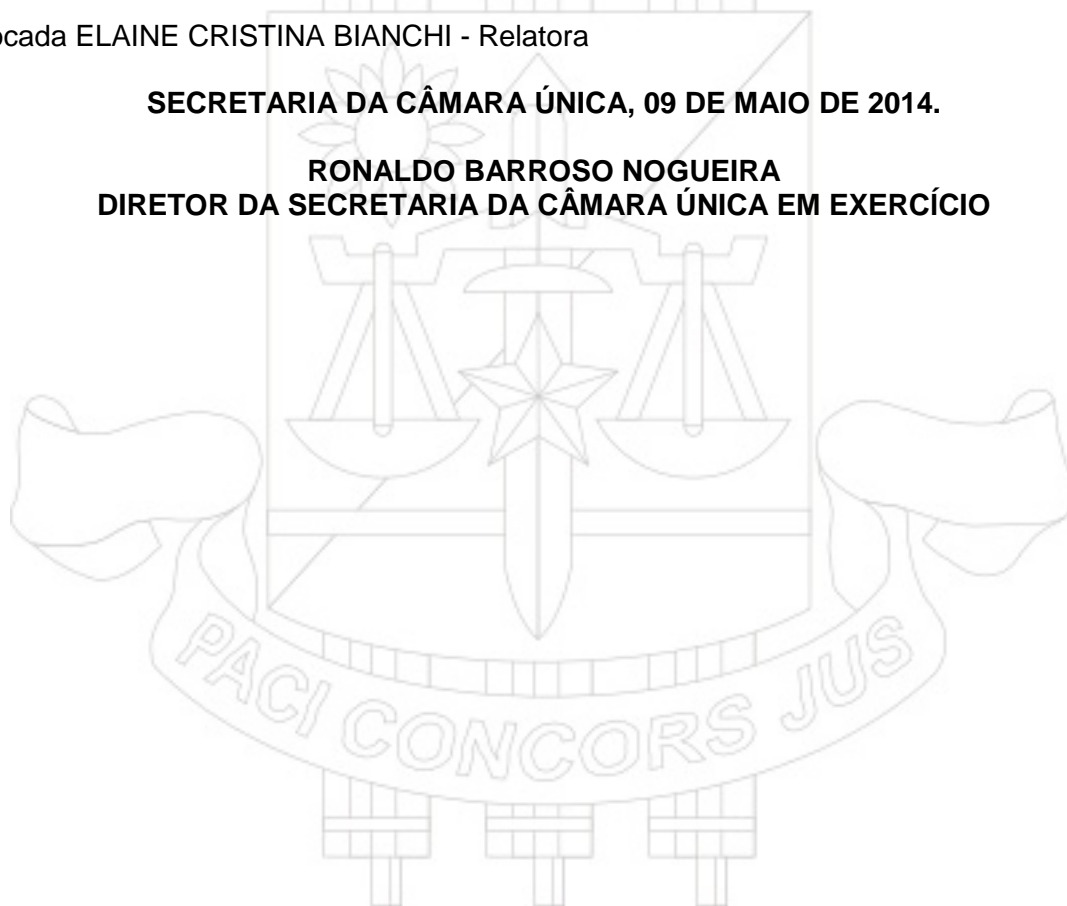 ocada ELAINE CRISTINA BIANCHI - Relatora
SECRETARIA DA CÂMARA ÚNICA, 09 DE MAIO DE 2014.
RONALDO BARROSO NOGUEIRA
DIRETOR DA SECRETARIA DA CÂMARA ÚNICA EM EXERCÍCIO
PACI CONCORS JUS